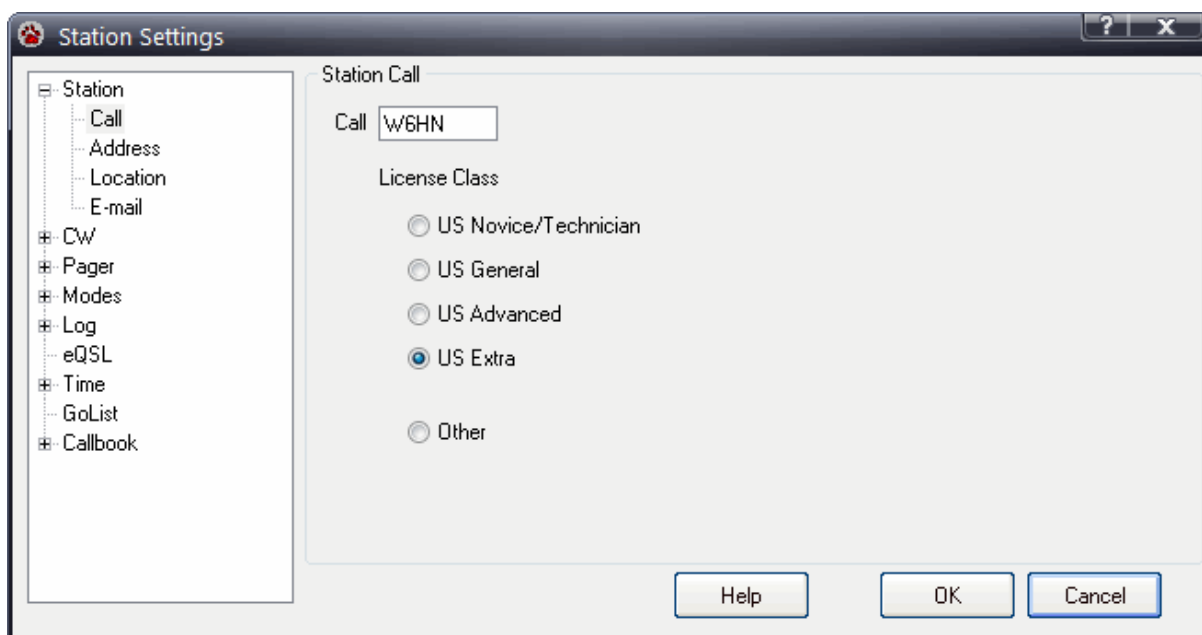 Station Settings
Station
Call
Address
Location
E-mail
CW
Pager
Modes
Log
eQSL
Time
GoList
Callbook
Station Call
Call W6HN
License Class
US Novice/Technician
US General
US Advanced
US Extra
Other
Help OK Cancel